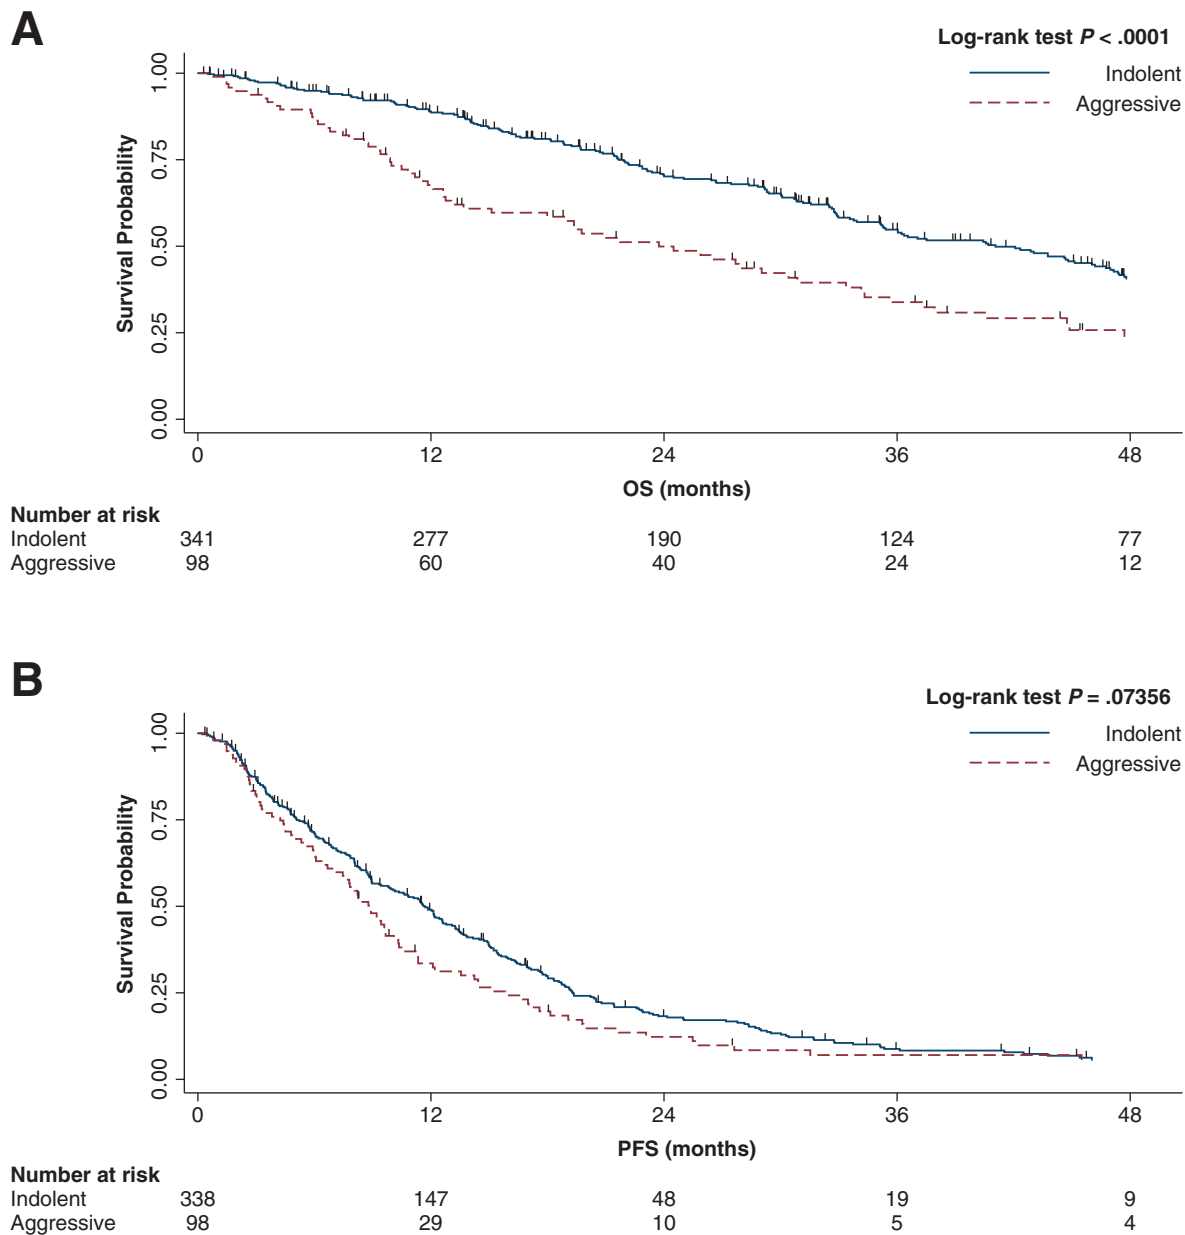 A
Log-rank test P < .0001
Indolent
Aggressive
Survival Probability
1.00
0.75
0.50
0.25
0.00
0 12 24 36 48
OS (months)
Number at risk
Indolent 341 277 190 124 77
Aggressive 98 60 40 24 12
B
Log-rank test P = .07356
Indolent
Aggressive
Survival Probability
1.00
0.75
0.50
0.25
0.00
0 12 24 36 48
PFS (months)
Number at risk
Indolent 338 147 48 19 9
Aggressive 98 29 10 5 4